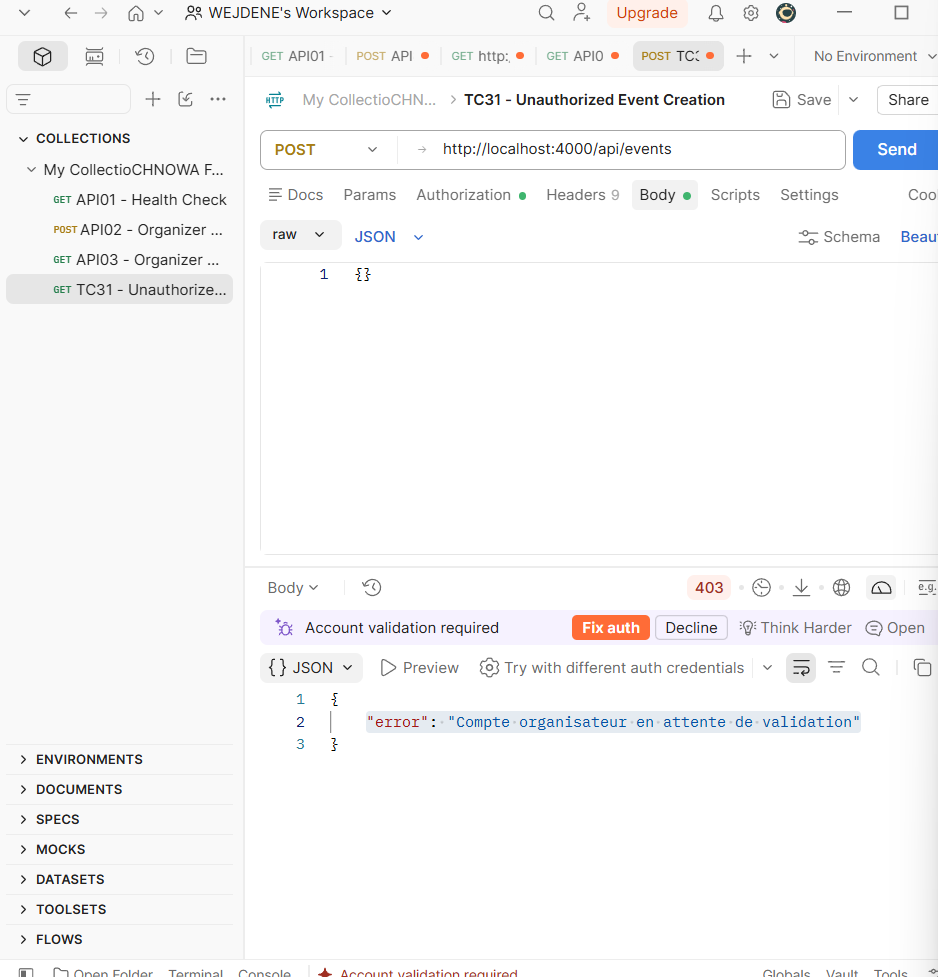 WEJDENE's Workspace
Upgrade
GET API01 -
POST API
GET http:
GET API0
POST TC
No Environment
My CollectioCHN... > TC31 - Unauthorized Event Creation
Save
Share
COLLECTIONS
My CollectioCHNOWA F...
GET API01 - Health Check
POST API02 - Organizer ...
GET API03 - Organizer ...
GET TC31 - Unauthorize...
POST http://localhost:4000/api/events
Send
Docs Params Authorization Headers 9 Body Scripts Settings Coo
raw JSON Schema Beau
1 {}
Body 403 e.g.
Account validation required Fix auth Decline Think Harder Open
{} JSON Preview Try with different auth credentials
1 {
2 "error": "Compte organisateur en attente de validation"
3 }
ENVIRONMENTS
DOCUMENTS
SPECS
MOCKS
DATASETS
TOOLSETS
FLOWS
Open Folder Terminal Console Account validation required Globals Vault Tools